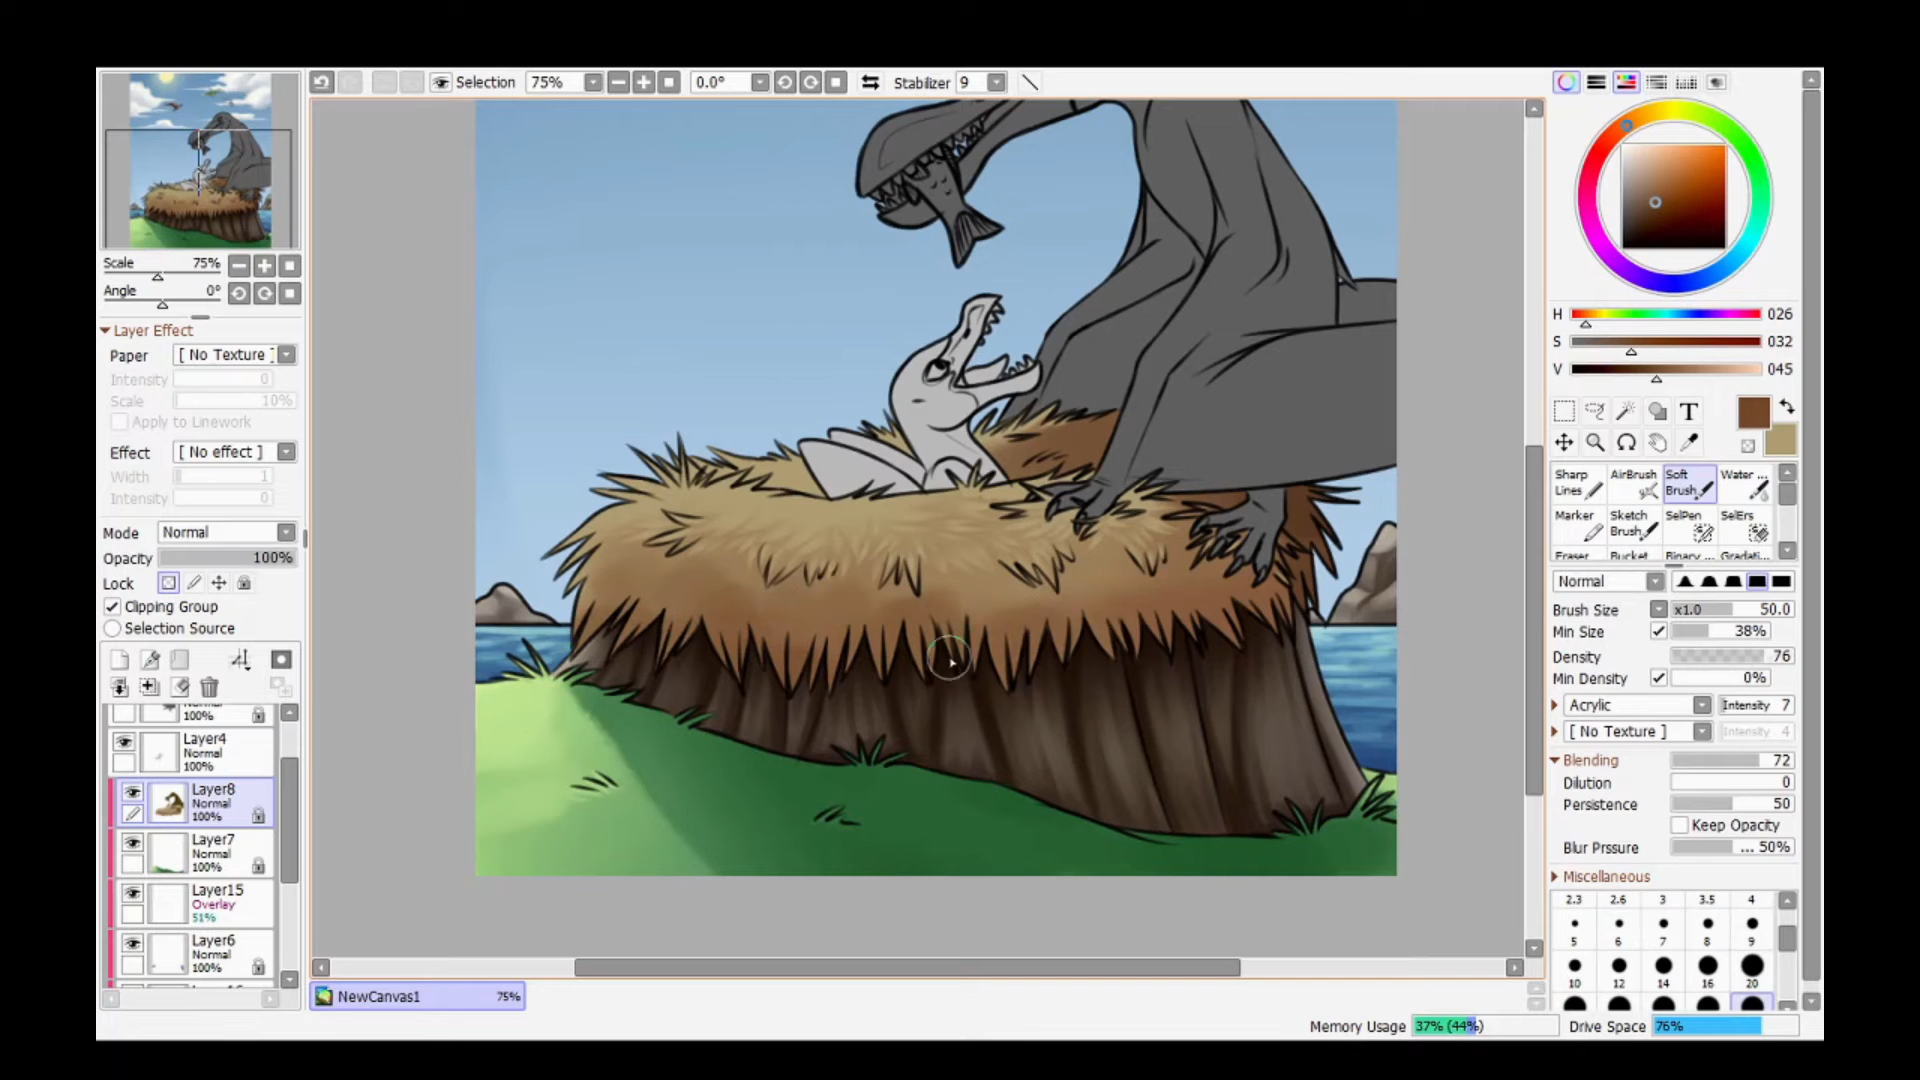 Selection 75% 0.0° Stabilizer 9
Scale 75%
Angle 0°
Layer Effect
Paper [ No Texture ]
Intensity 0
Scale 10%
Apply to Linework
Effect [ No effect ]
Width 1
Intensity 0
Mode Normal
Opacity 100%
Lock
Clipping Group
Selection Source
Normal
100%
Layer4
Normal
100%
Layer8
Normal
100%
Layer7
Normal
100%
Layer15
Overlay
51%
Layer6
Normal
100%
NewCanvas1 75%
H 026
S 032
V 045
T
Sharp Lines
AirBrush
Soft Brush
Water ...
Marker
Sketch Brush
SelPen
SelErs
Eraser Bucket Binary ... Gradati...
Normal
Brush Size x1.0 50.0
Min Size 38%
Density 76
Min Density 0%
Acrylic Intensity 7
[ No Texture ] Intensity 4
Blending 72
Dilution 0
Persistence 50
Keep Opacity
Blur Prssure ... 50%
Miscellaneous
2.3 2.6 3 3.5 4
5 6 7 8 9
10 12 14 16 20
Memory Usage 37% (44%) Drive Space 76%